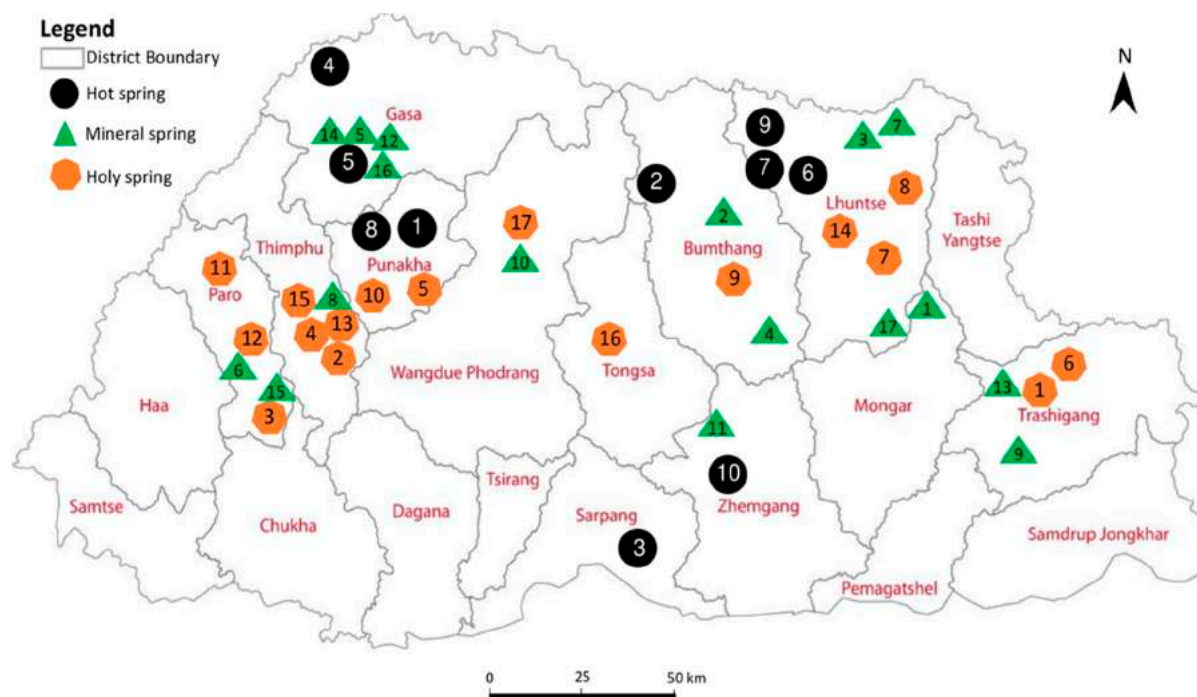 Legend
District Boundary
Hot spring
Mineral spring
Holy spring
N
4
Gasa
14
5
12
5
16
9
3
7
7
6
2
8
Lhuntse
Tashi
Yangtse
8
1
17
2
14
Thimphu
Punakha
Bumthang
7
11
10
Paro
15
8
10
5
9
1
4
13
12
2
16
4
17
6
6
Wangdue Phodrang
Tongsa
13
1
Trashigang
Haa
15
3
Mongar
11
9
Tsirang
10
Samtse
Dagana
Sarpang
Zhemgang
Chukha
3
Samdrup Jongkhar
Pemagatshel
0 25 50 km